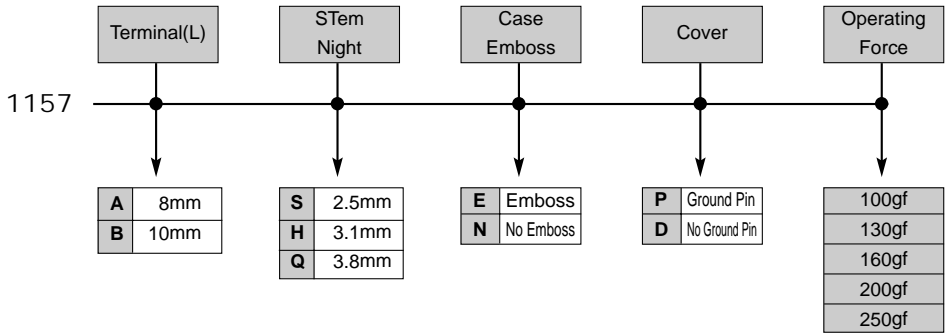 Terminal(L)
STem
Night
Case
Emboss
Cover
Operating
Force
1157
A 8mm
B 10mm
S 2.5mm
H 3.1mm
Q 3.8mm
E Emboss
N No Emboss
P Ground Pin
D No Ground Pin
100gf
130gf
160gf
200gf
250gf